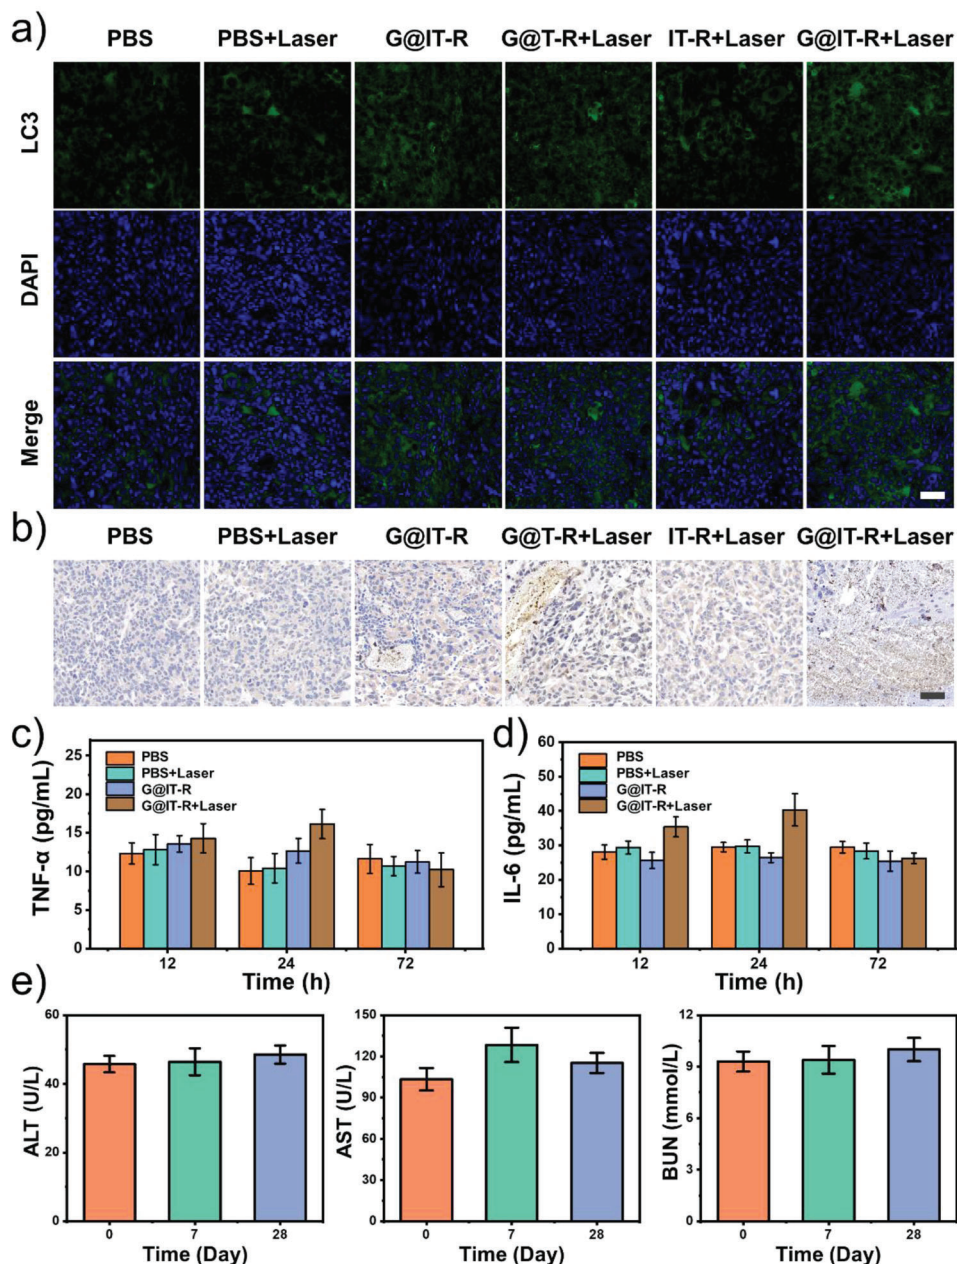 a)
PBS PBS+Laser G@IT-R G@T-R+Laser IT-R+Laser G@IT-R+Laser
LC3
DAPI
Merge
b)
PBS PBS+Laser G@IT-R G@T-R+Laser IT-R+Laser G@IT-R+Laser
c)
TNF-α (pg/mL)
25
20
15
10
5
0
PBS
PBS+Laser
G@IT-R
G@IT-R+Laser
12 24 72
Time (h)
d)
IL-6 (pg/mL)
60
50
40
30
20
10
0
PBS
PBS+Laser
G@IT-R
G@IT-R+Laser
12 24 72
Time (h)
e)
ALT (U/L)
60
40
20
0
0 7 28
Time (Day)
AST (U/L)
150
120
90
60
30
0
0 7 28
Time (Day)
BUN (mmol/L)
12
9
6
3
0
0 7 28
Time (Day)